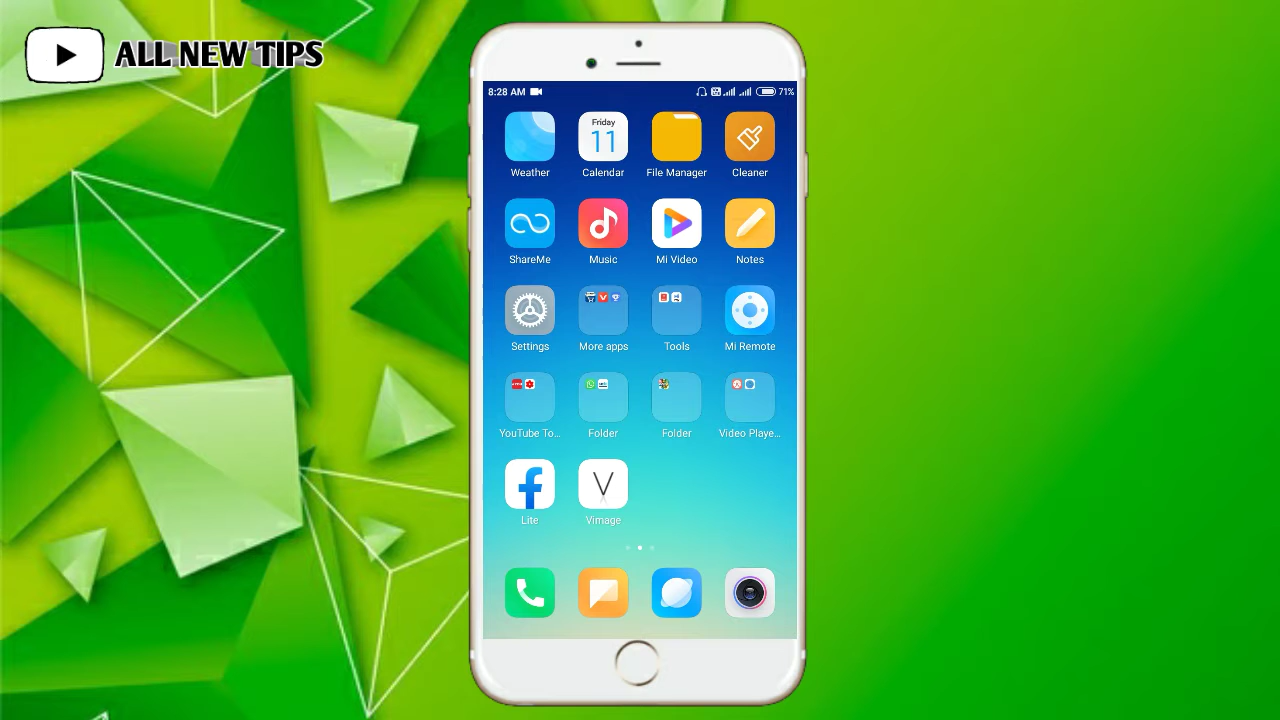 ALL NEW TIPS
8:28 AM
71%
Friday
11
Weather
Calendar
File Manager
Cleaner
ShareMe
Music
Mi Video
Notes
Settings
More apps
Tools
Mi Remote
YouTube To...
Folder
Folder
Video Playe...
V
Lite
Vimage